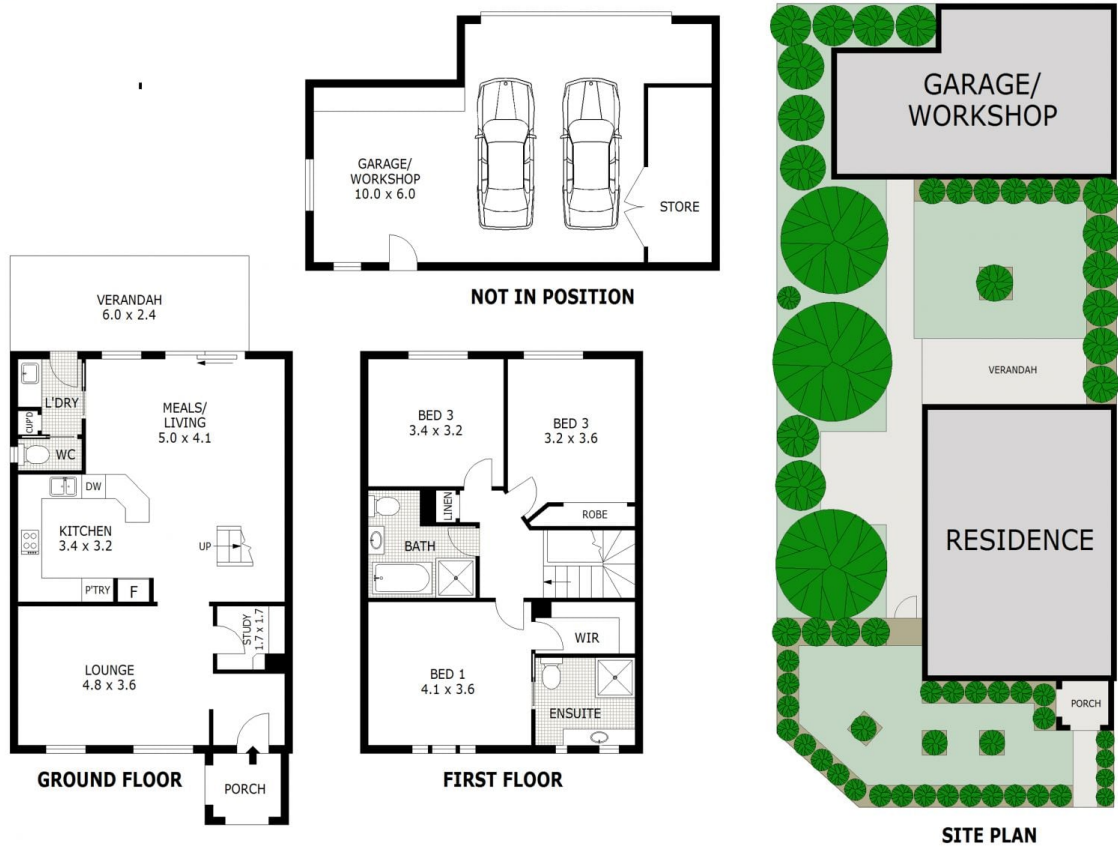 GARAGE/
WORKSHOP
10.0 x 6.0
STORE
NOT IN POSITION
VERANDAH
6.0 x 2.4
L'DRY
CUP'D
WC
MEALS/
LIVING
5.0 x 4.1
DW
KITCHEN
3.4 x 3.2
UP
P'TRY
F
STUDY
1.7 x 1.7
LOUNGE
4.8 x 3.6
PORCH
GROUND FLOOR
BED 3
3.4 x 3.2
BED 3
3.2 x 3.6
LINEN
ROBE
BATH
WIR
BED 1
4.1 x 3.6
ENSUITE
FIRST FLOOR
GARAGE/
WORKSHOP
VERANDAH
RESIDENCE
PORCH
SITE PLAN